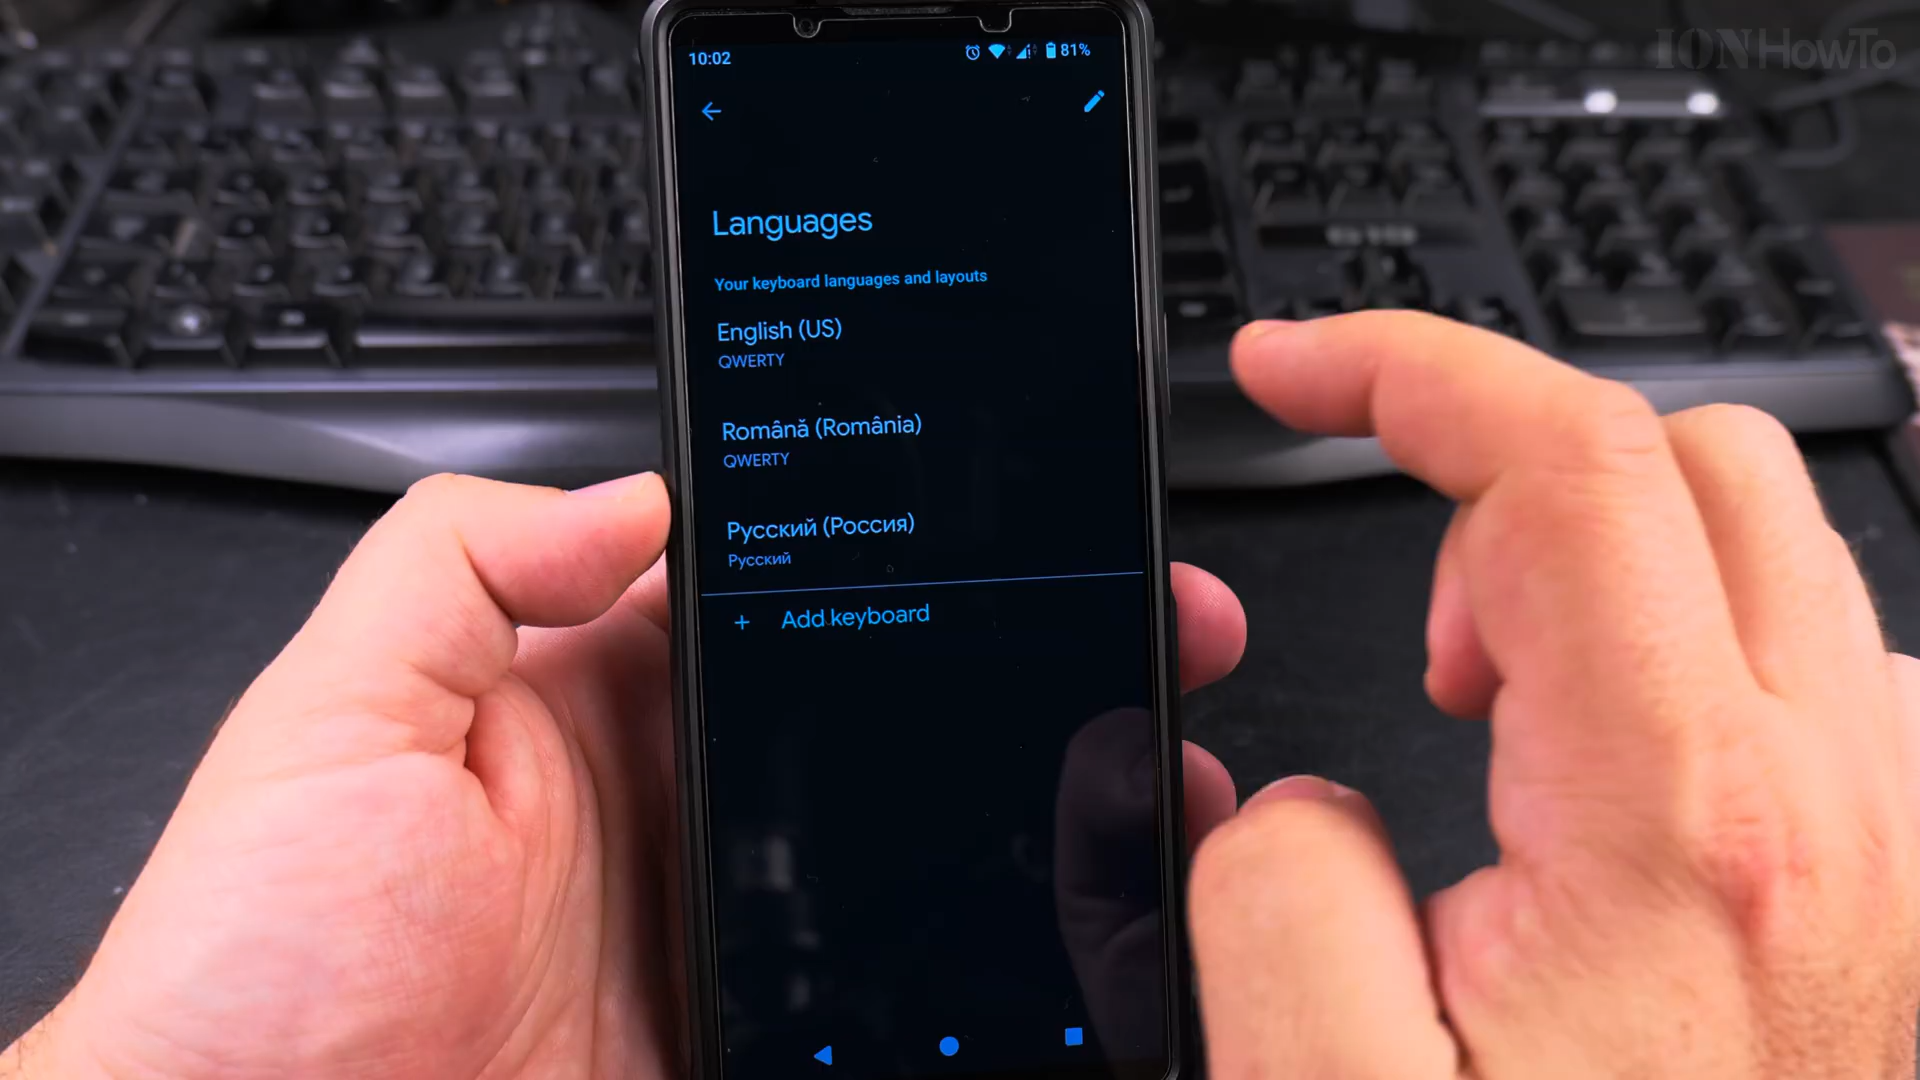 IONHowTo
10:02
81%
Languages
Your keyboard languages and layouts
English (US)
QWERTY
Română (România)
QWERTY
Русский (Россия)
Русский
+ Add keyboard